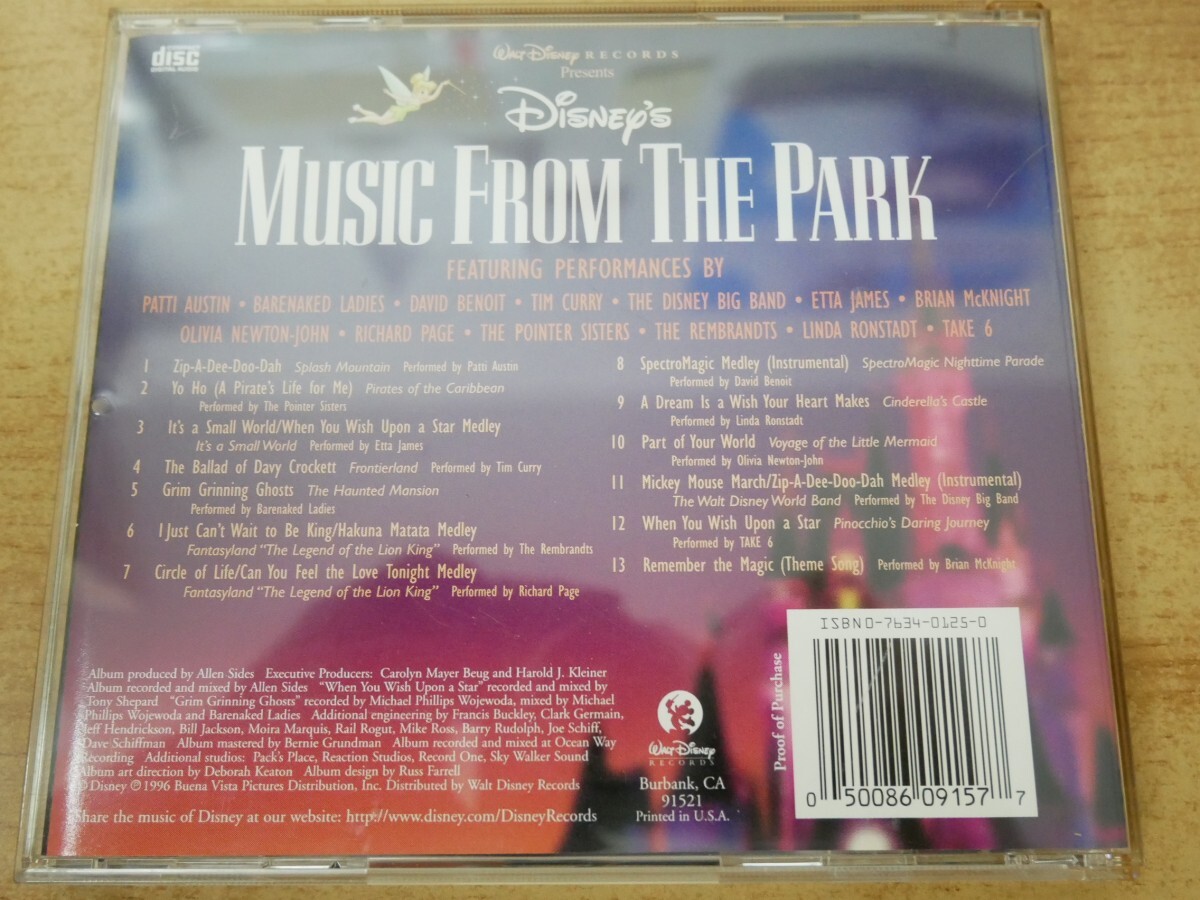 disc
DIGITAL AUDIO
WALT DISNEY RECORDS
Presents
DISNEY'S
MUSIC FROM THE PARK
FEATURING PERFORMANCES BY
PATTI AUSTIN • BARENAKED LADIES • DAVID BENOIT • TIM CURRY • THE DISNEY BIG BAND • ETTA JAMES • BRIAN McKNIGHT
OLIVIA NEWTON-JOHN • RICHARD PAGE • THE POINTER SISTERS • THE REMBRANDTS • LINDA RONSTADT • TAKE 6
1 Zip-A-Dee-Doo-Dah Splash Mountain Performed by Patti Austin
2 Yo Ho (A Pirate's Life for Me) Pirates of the Caribbean
Performed by The Pointer Sisters
3 It's a Small World/When You Wish Upon a Star Medley
It's a Small World Performed by Etta James
4 The Ballad of Davy Crockett Frontierland Performed by Tim Curry
5 Grim Grinning Ghosts The Haunted Mansion
Performed by Barenaked Ladies
6 I Just Can't Wait to Be King/Hakuna Matata Medley
Fantasyland "The Legend of the Lion King" Performed by The Rembrandts
7 Circle of Life/Can You Feel the Love Tonight Medley
Fantasyland "The Legend of the Lion King" Performed by Richard Page
8 SpectroMagic Medley (Instrumental) SpectroMagic Nighttime Parade
Performed by David Benoit
9 A Dream Is a Wish Your Heart Makes Cinderella's Castle
Performed by Linda Ronstadt
10 Part of Your World Voyage of the Little Mermaid
Performed by Olivia Newton-John
11 Mickey Mouse March/Zip-A-Dee-Doo-Dah Medley (Instrumental)
The Walt Disney World Band Performed by The Disney Big Band
12 When You Wish Upon a Star Pinocchio's Daring Journey
Performed by TAKE 6
13 Remember the Magic (Theme Song) Performed by Brian McKnight
Album produced by Allen Sides Executive Producers: Carolyn Mayer Beug and Harold J. Kleiner
Album recorded and mixed by Allen Sides "When You Wish Upon a Star" recorded and mixed by
Tony Shepard "Grim Grinning Ghosts" recorded by Michael Phillips Wojewoda, mixed by Michael
Phillips Wojewoda and Barenaked Ladies Additional engineering by Francis Buckley, Clark Germain,
Jeff Hendrickson, Bill Jackson, Moira Marquis, Rail Rogut, Mike Ross, Barry Rudolph, Joe Schiff,
Dave Schiffman Album mastered by Bernie Grundman Album recorded and mixed at Ocean Way
Recording Additional studios: Pack's Place, Reaction Studios, Record One, Sky Walker Sound
Album art direction by Deborah Keaton Album design by Russ Farrell
© Disney ℗ 1996 Buena Vista Pictures Distribution, Inc. Distributed by Walt Disney Records
Share the music of Disney at our website: http://www.disney.com/DisneyRecords
WALT DISNEY
RECORDS
Burbank, CA
91521
Printed in U.S.A.
Proof of Purchase
ISBN 0-7634-0125-0
0 50086 09157 7